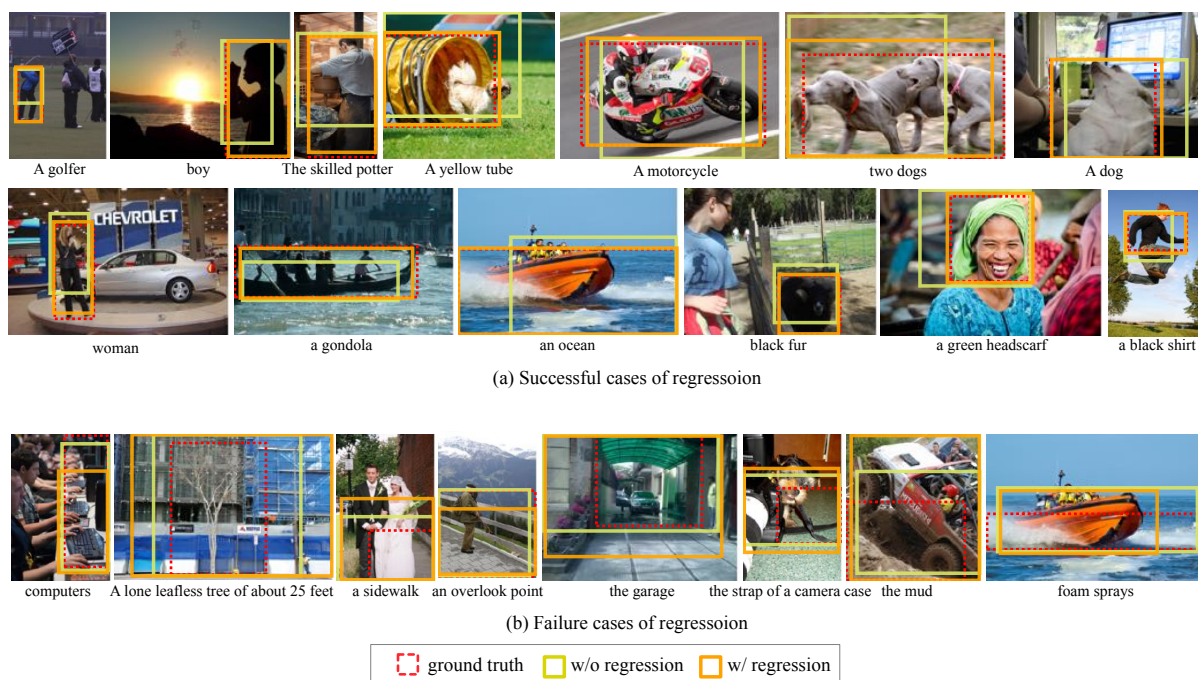 A golfer
boy
The skilled potter
A yellow tube
A motorcycle
two dogs
A dog
CHEVROLET
woman
a gondola
an ocean
black fur
a green headscarf
a black shirt
(a) Successful cases of regressoion
computers
A lone leafless tree of about 25 feet
a sidewalk
an overlook point
the garage
the strap of a camera case
the mud
foam sprays
(b) Failure cases of regressoion
ground truth
w/o regression
w/ regression